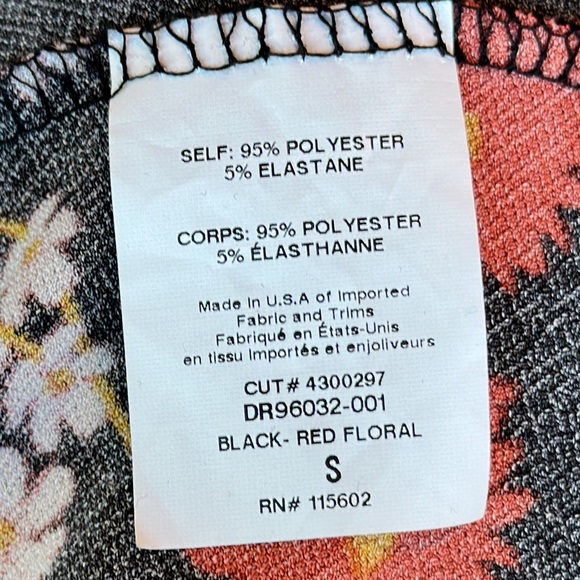 SELF: 95% POLYESTER
5% ELASTANE
CORPS: 95% POLYESTER
5% ÉLASTHANNE
Made In U.S.A of Imported
Fabric and Trims
Fabriqué en États-Unis
en tissu Importés et enjoliveurs
CUT# 4300297
DR96032-001
BLACK- RED FLORAL
S
RN# 115602